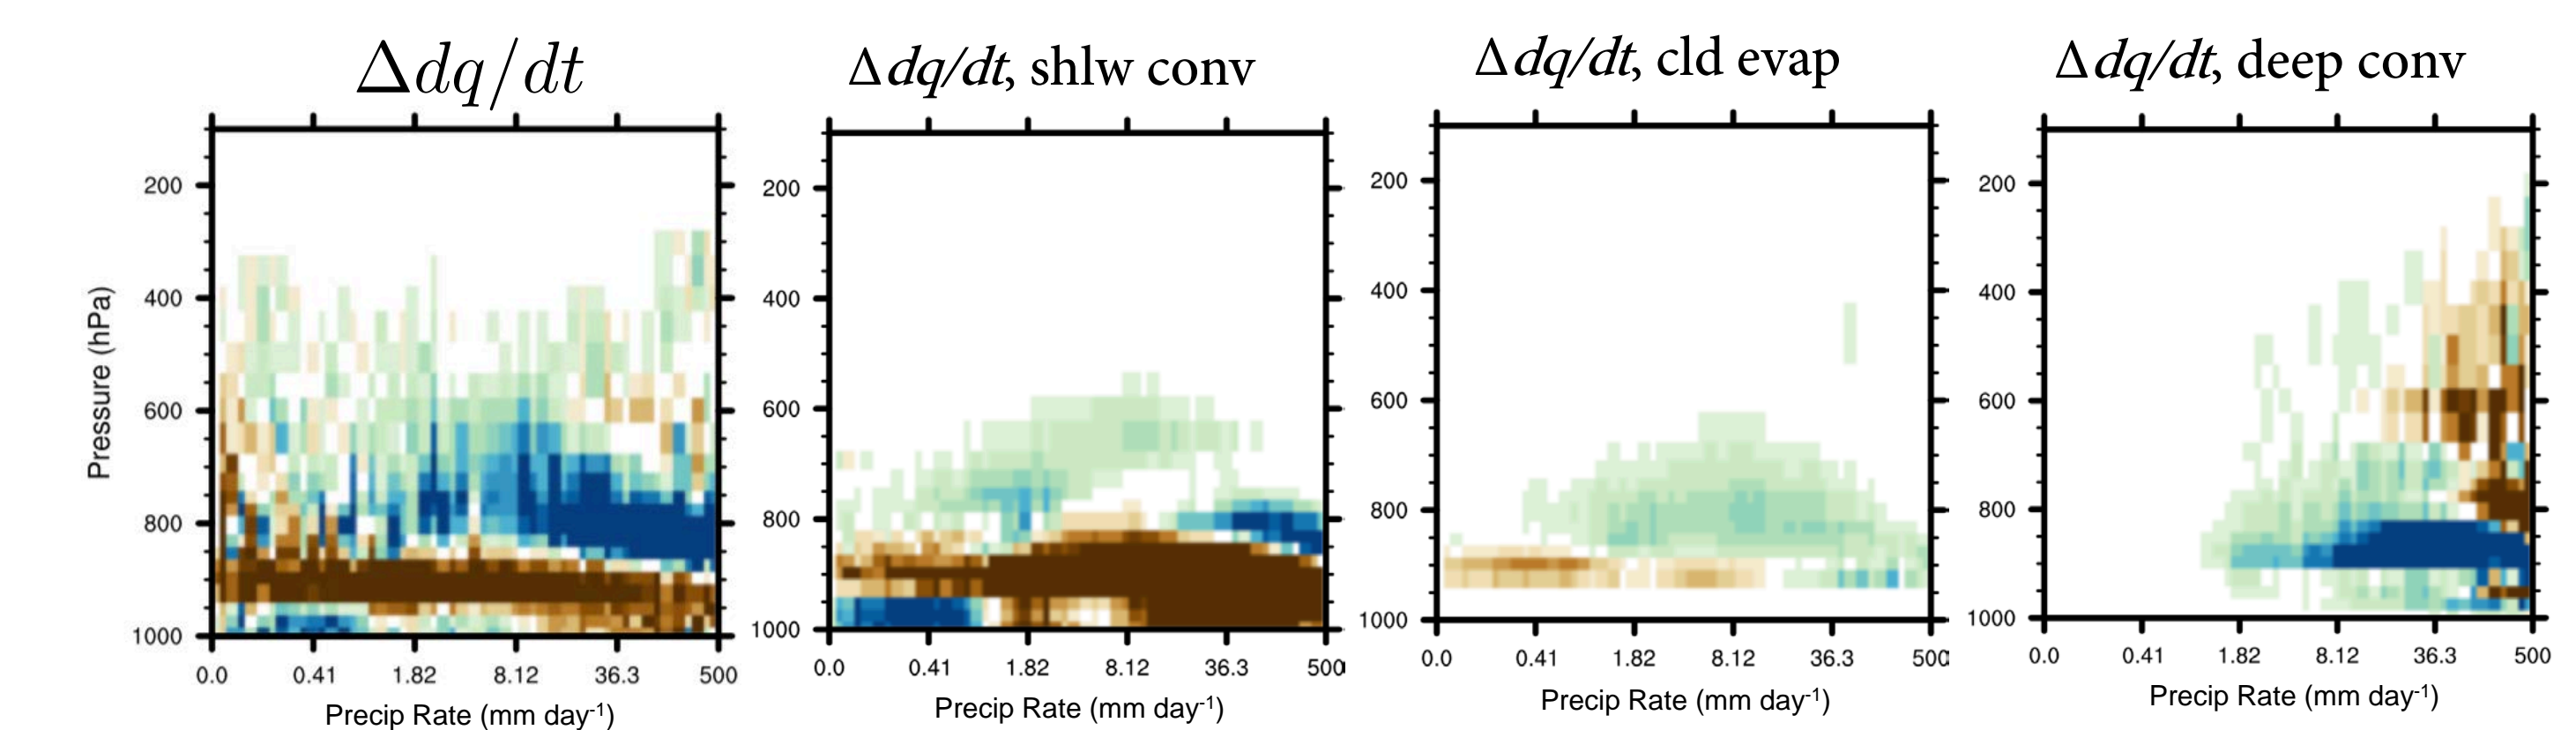 Δdq/dt
Δdq/dt, shlw conv
Δdq/dt, cld evap
Δdq/dt, deep conv
Pressure (hPa)
200
400
600
800
1000
0.0 0.41 1.82 8.12 36.3 500
Precip Rate (mm day⁻¹)
200
400
600
800
1000
0.0 0.41 1.82 8.12 36.3 500
Precip Rate (mm day⁻¹)
200
400
600
800
1000
0.0 0.41 1.82 8.12 36.3 500
Precip Rate (mm day⁻¹)
200
400
600
800
1000
0.0 0.41 1.82 8.12 36.3 500
Precip Rate (mm day⁻¹)